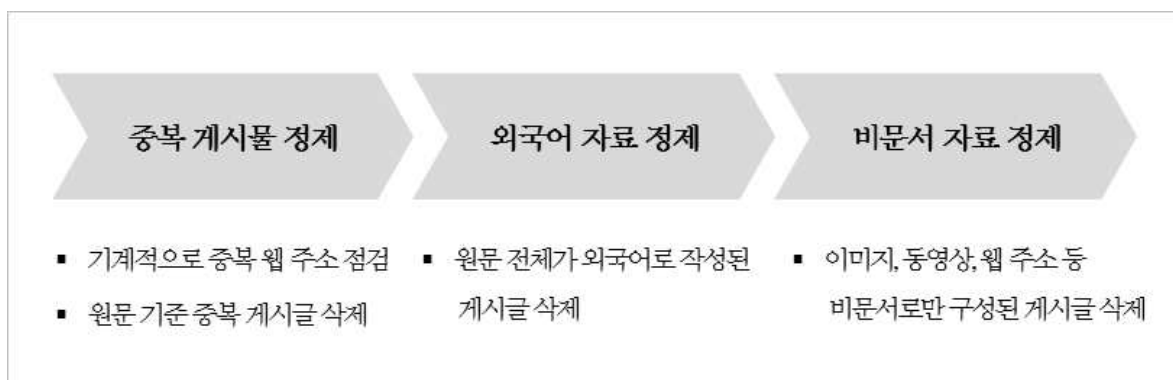 중복 게시물 정제
외국어 자료 정제
비문서 자료 정제
▪ 기계적으로 중복 웹 주소 점검
▪ 원문 기준 중복 게시글 삭제
▪ 원문 전체가 외국어로 작성된
게시글 삭제
▪ 이미지, 동영상, 웹 주소 등
비문서로만 구성된 게시글 삭제